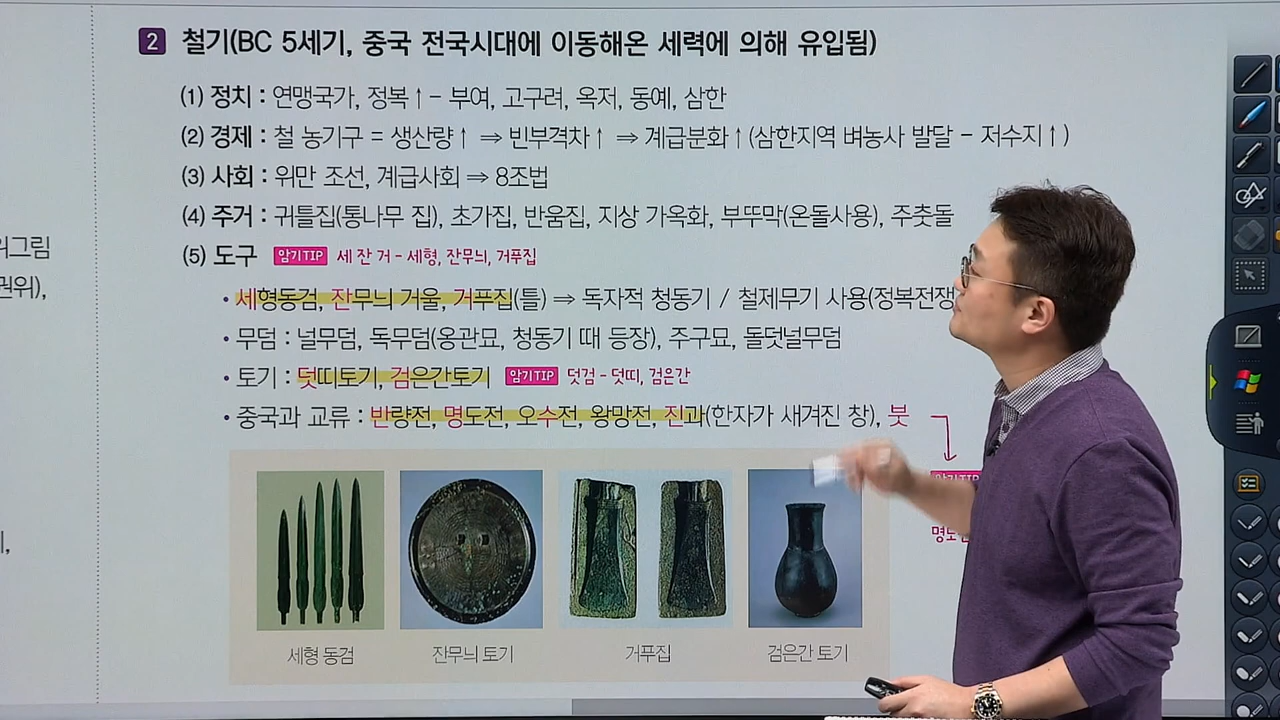 2 철기(BC 5세기, 중국 전국시대에 이동해온 세력에 의해 유입됨)
(1) 정치 : 연맹국가, 정복↑- 부여, 고구려, 옥저, 동예, 삼한
(2) 경제 : 철 농기구 = 생산량↑ ⇒ 빈부격차↑ ⇒ 계급분화↑(삼한지역 벼농사 발달 - 저수지↑)
(3) 사회 : 위만 조선, 계급사회 ⇒ 8조법
(4) 주거 : 귀틀집(통나무 집), 초가집, 반움집, 지상 가옥화, 부뚜막(온돌사용), 주춧돌
(5) 도구 암기TIP 세 잔 거 - 세형, 잔무늬, 거푸집
• 세형동검, 잔무늬 거울, 거푸집(틀) ⇒ 독자적 청동기 / 철제무기 사용(정복전쟁
• 무덤 : 널무덤, 독무덤(옹관묘, 청동기 때 등장), 주구묘, 돌덧널무덤
• 토기 : 덧띠토기, 검은간토기 암기TIP 덧검 - 덧띠, 검은간
• 중국과 교류 : 반량전, 명도전, 오수전, 왕망전, 진과(한자가 새겨진 창), 붓
암기TIP
명도
세형 동검
잔무늬 토기
거푸집
검은간 토기
위그림
권위),